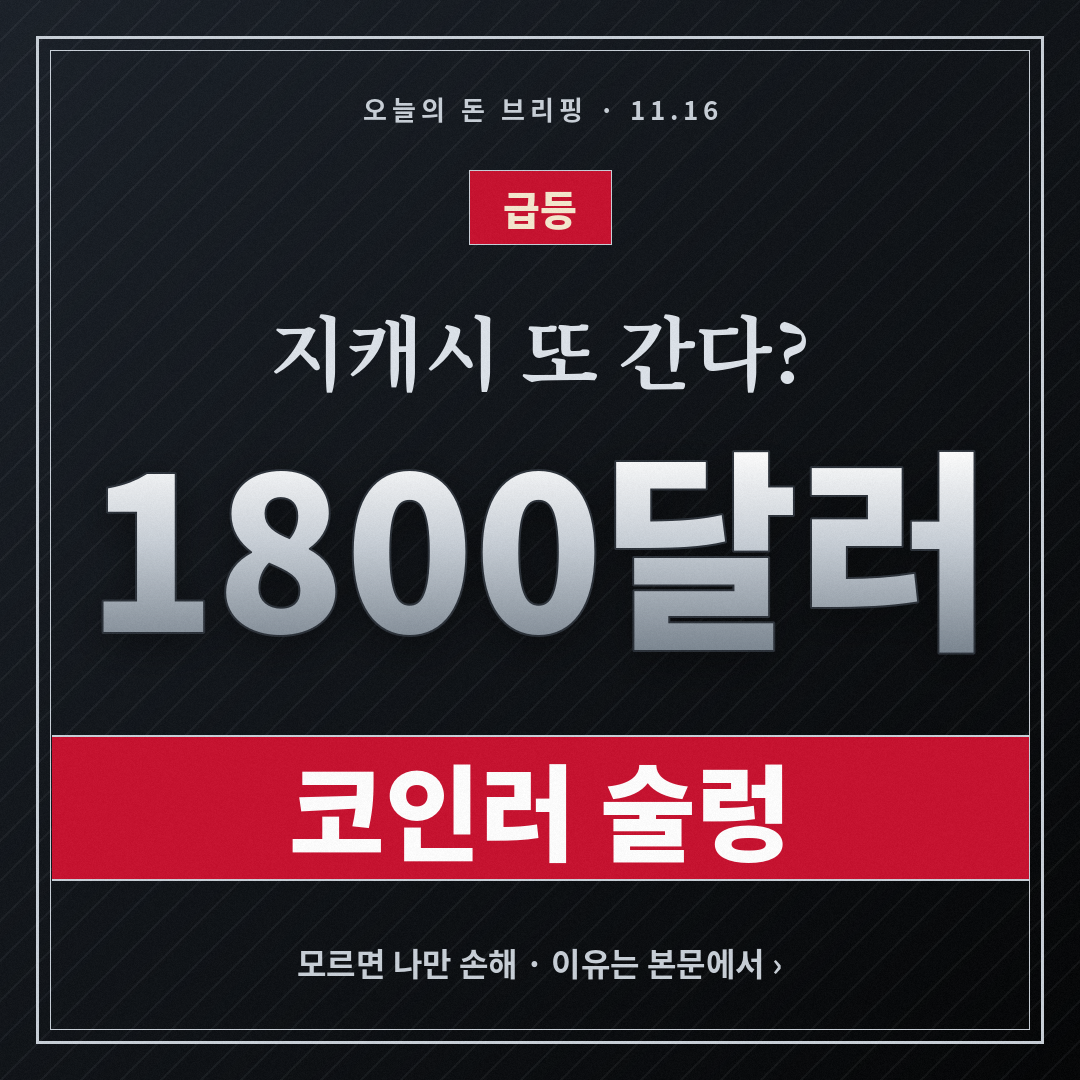 오늘의 돈 브리핑 · 11.16
급등
지캐시 또 간다?
1800달러
코인러 술렁
모르면 나만 손해 · 이유는 본문에서 ›